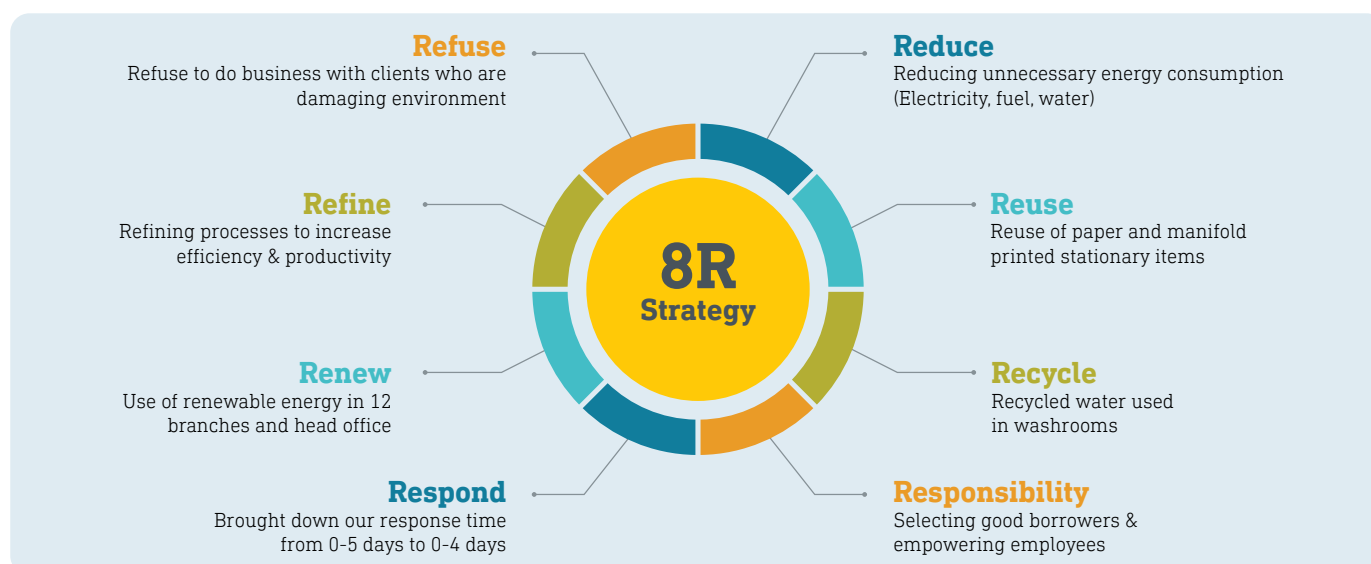 Refuse
Refuse to do business with clients who are
damaging environment
Refine
Refining processes to increase
efficiency & productivity
Renew
Use of renewable energy in 12
branches and head office
Respond
Brought down our response time
from 0-5 days to 0-4 days
8R
Strategy
Reduce
Reducing unnecessary energy consumption
(Electricity, fuel, water)
Reuse
Reuse of paper and manifold
printed stationary items
Recycle
Recycled water used
in washrooms
Responsibility
Selecting good borrowers &
empowering employees